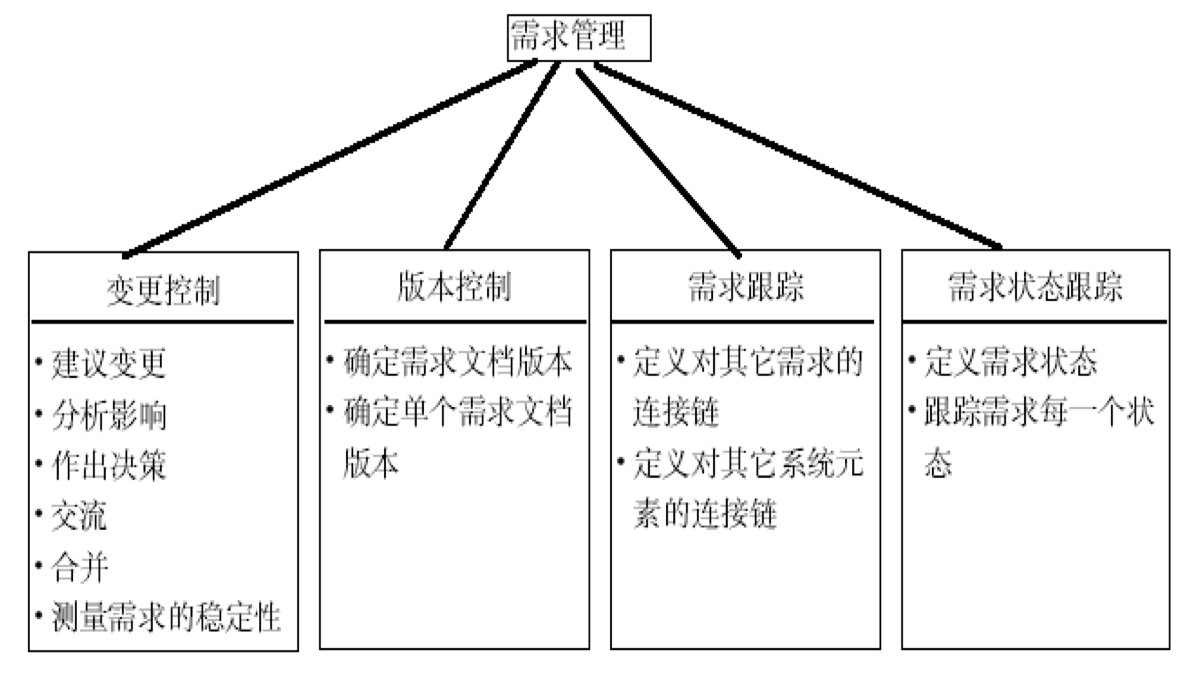 需求管理
变更控制
• 建议变更
• 分析影响
• 作出决策
• 交流
• 合并
• 测量需求的稳定性
版本控制
• 确定需求文档版本
• 确定单个需求文档
版本
需求跟踪
• 定义对其它需求的
连接链
• 定义对其它系统元
素的连接链
需求状态跟踪
• 定义需求状态
• 跟踪需求每一个状
态